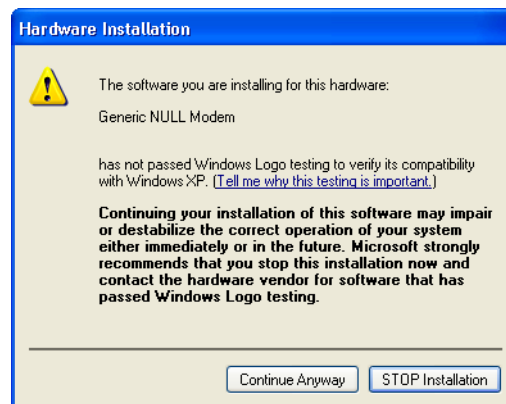 Hardware Installation
The software you are installing for this hardware:
Generic NULL Modem
has not passed Windows Logo testing to verify its compatibility
with Windows XP. (Tell me why this testing is important.)
Continuing your installation of this software may impair
or destabilize the correct operation of your system
either immediately or in the future. Microsoft strongly
recommends that you stop this installation now and
contact the hardware vendor for software that has
passed Windows Logo testing.
Continue Anyway
STOP Installation